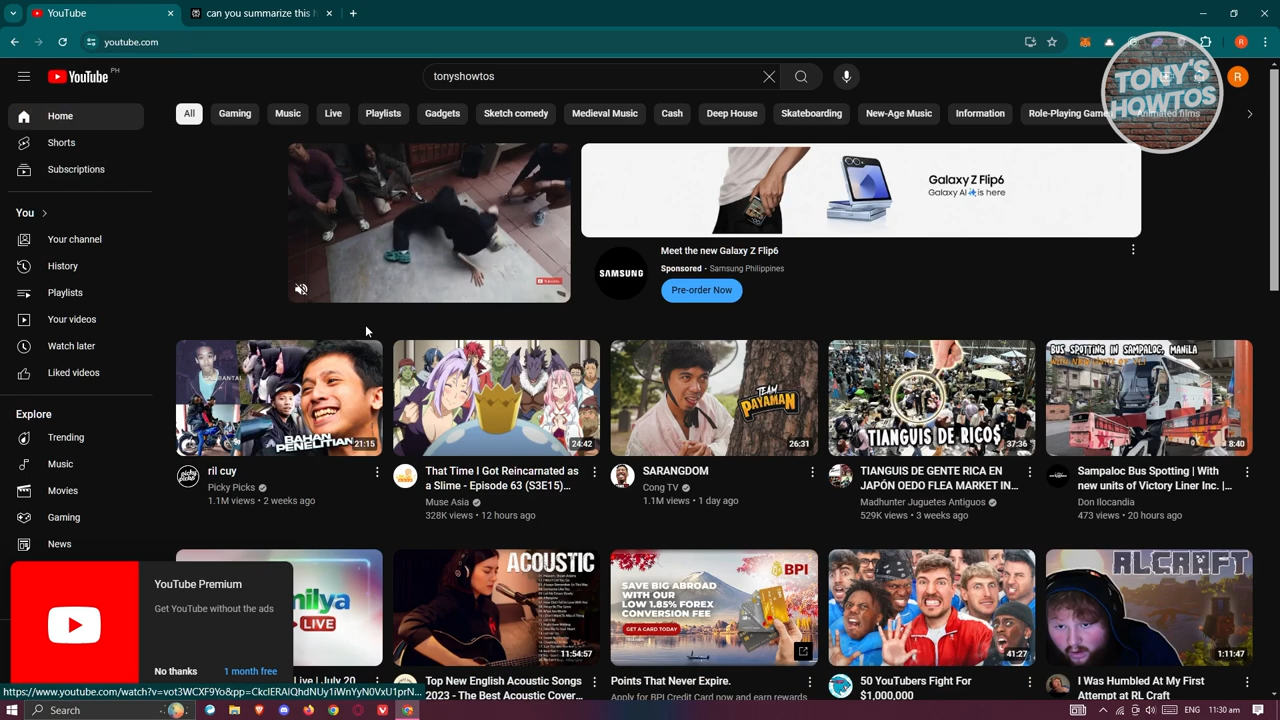 YouTube
can you summarize this
youtube.com
R
YouTube PH
tonyshowtos
R
TONY'S
HOWTOS
All
Gaming
Music
Live
Playlists
Sketch comedy
Medieval Music
Cash
Deep House
Skateboarding
New-Age Music
Information
Role-Playing Games
Animated films
Home
Shorts
Subscriptions
You
Your channel
History
Playlists
Your videos
Watch later
Liked videos
Explore
Trending
Music
Movies
Gaming
News
Galaxy Z Flip6
Galaxy AI is here
SAMSUNG
Meet the new Galaxy Z Flip6
Sponsored · Samsung Philippines
Pre-order Now
BAHAN
PENELITIAN
21:15
ril cuy
Picky Picks
1.1M views • 2 weeks ago
24:42
That Time I Got Reincarnated as
a Slime - Episode 63 (S3E15)...
Muse Asia
328K views • 12 hours ago
TEAM
PAYAMAN
26:31
SARANGDOM
Cong TV
1.1M views • 1 day ago
TIANGUIS DE RICOS
37:36
TIANGUIS DE GENTE RICA EN
JAPÓN OEDO FLEA MARKET IN...
Madhunter Juguetes Antiguos
529K views • 3 weeks ago
BUS SPOTTING IN SAMPALOC, MANILA
8:40
Sampaloc Bus Spotting | With
new units of Victory Liner Inc. |...
Don Ilocandia
473 views • 20 hours ago
YouTube Premium
Get YouTube without the ads
No thanks
1 month free
ilya
LIVE
Live | July 20
ACOUSTIC
11:54:57
Top New English Acoustic Songs
2023 - The Best Acoustic Cover...
BPI
SAVE BIG ABROAD
WITH OUR
LOW 1.85% FOREX
CONVERSION FEE
GET A CARD TODAY
Points That Never Expire.
Apply for BPI Credit Card now and earn rewards
41:27
50 YouTubers Fight For
$1,000,000
RLCRAFT
1:11:47
I Was Humbled At My First
Attempt at RL Craft
Search
ENG
11:30 am